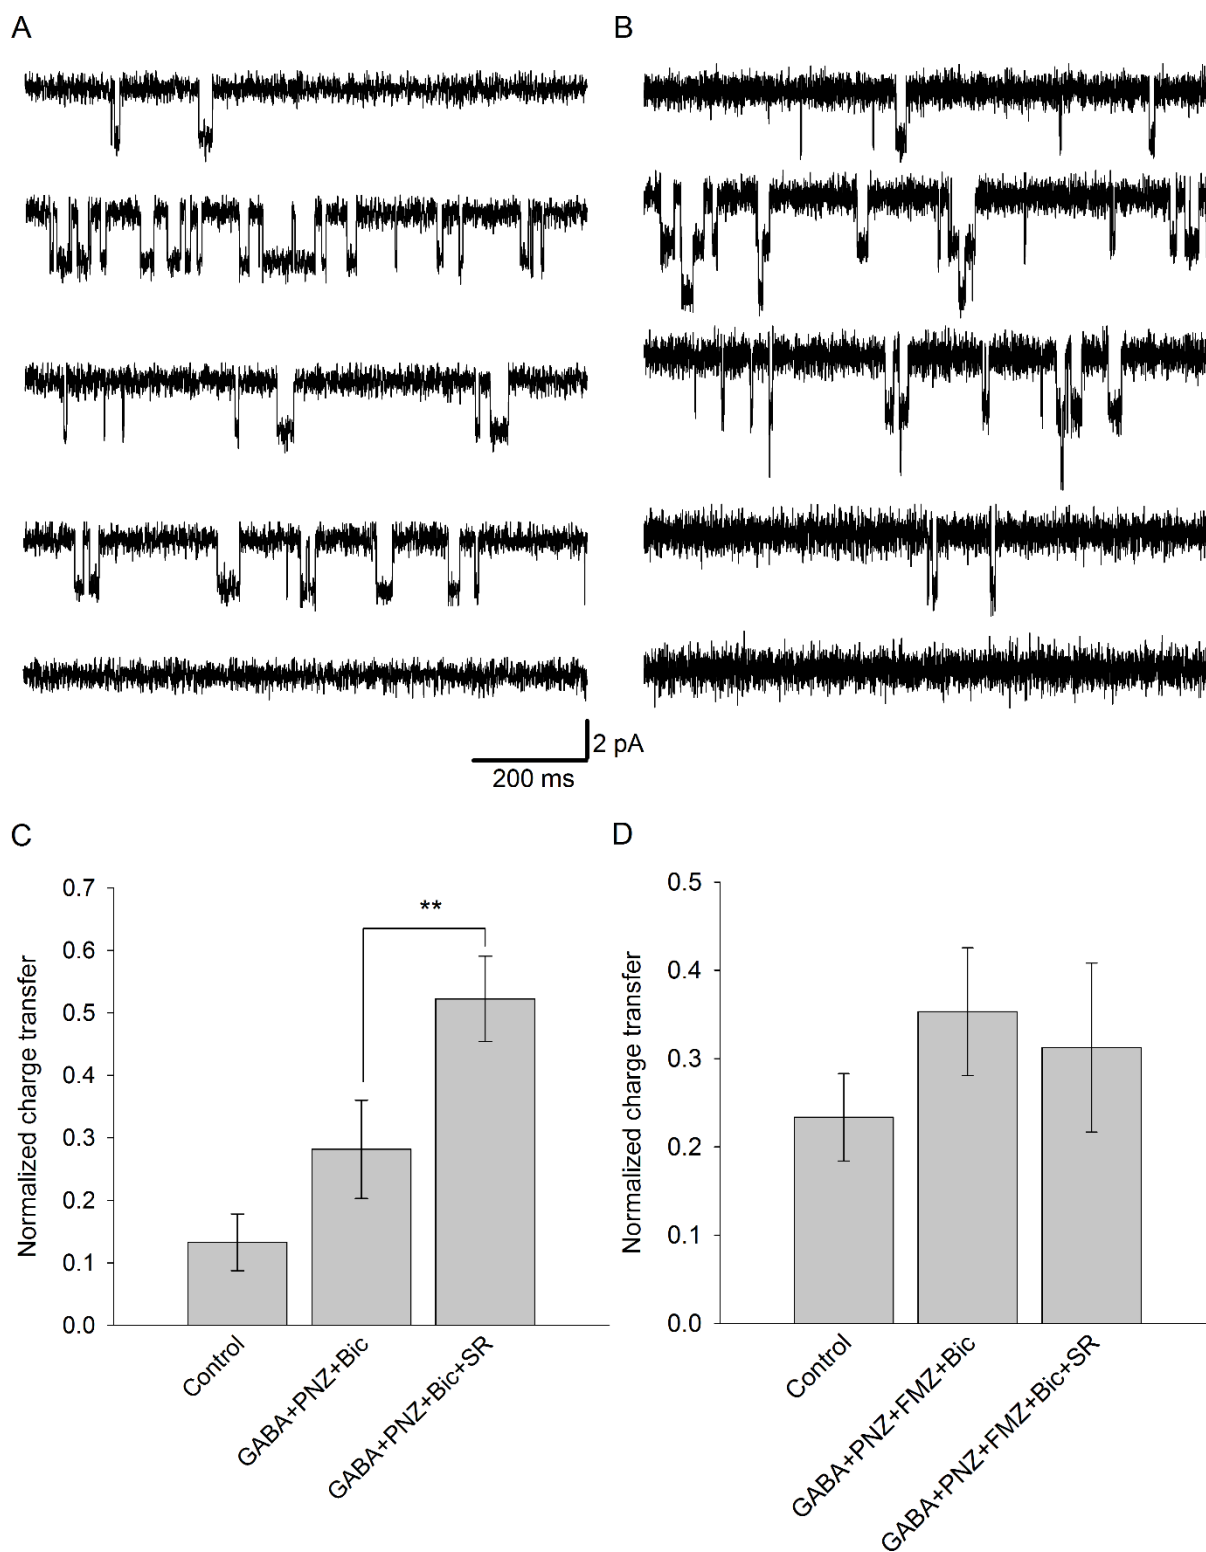 A
B
2 pA
200 ms
C
Normalized charge transfer
0.7
0.6
0.5
0.4
0.3
0.2
0.1
0.0
**
Control
GABA+PNZ+Bic
GABA+PNZ+Bic+SR
D
Normalized charge transfer
0.5
0.4
0.3
0.2
0.1
0.0
Control
GABA+PNZ+FMZ+Bic
GABA+PNZ+FMZ+Bic+SR